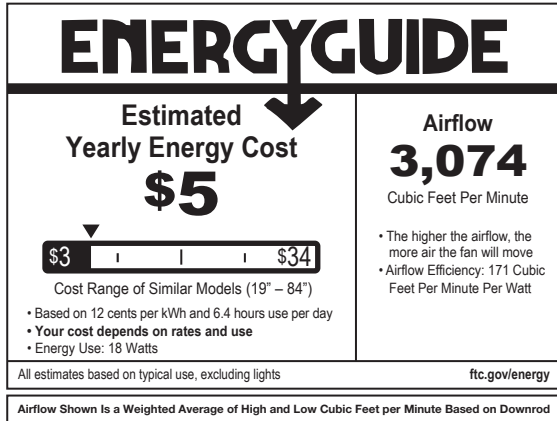 ENERGYGUIDE
Estimated
Yearly Energy Cost
$5
$3
$34
Cost Range of Similar Models (19” – 84”)
• Based on 12 cents per kWh and 6.4 hours use per day
• Your cost depends on rates and use
• Energy Use: 18 Watts
Airflow
3,074
Cubic Feet Per Minute
• The higher the airflow, the
more air the fan will move
• Airflow Efficiency: 171 Cubic
Feet Per Minute Per Watt
All estimates based on typical use, excluding lights
ftc.gov/energy
Airflow Shown Is a Weighted Average of High and Low Cubic Feet per Minute Based on Downrod